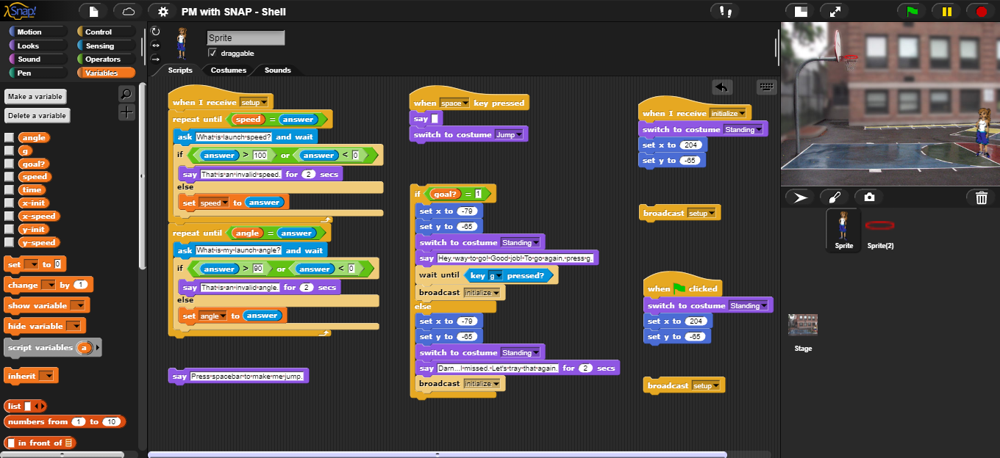 Snap!
PM with SNAP - Shell
Motion
Control
Looks
Sensing
Sound
Operators
Pen
Variables
Make a variable
Delete a variable
angle
g
goal?
speed
time
x-init
x-speed
y-init
y-speed
set to 0
change by 1
show variable
hide variable
script variables a
inherit
list
numbers from 1 to 10
in front of
Sprite
draggable
Scripts
Costumes
Sounds
when I receive setup
repeat until speed = answer
ask What is launch speed? and wait
if answer > 100 or answer < 0
say That is an invalid speed. for 2 secs
else
set speed to answer
repeat until angle = answer
ask What is my launch angle? and wait
if answer > 90 or answer < 0
say That is an invalid angle. for 2 secs
else
set angle to answer
say Press spacebar to make me jump.
when space key pressed
say
switch to costume Jump
if goal? = 1
set x to -79
set y to -65
switch to costume Standing
say Hey, way to go! Good job! To go again, press g.
wait until key g pressed?
broadcast initialize
else
set x to -79
set y to -65
switch to costume Standing
say Darn...I missed. Let's tray that again. for 2 secs
broadcast initialize
when I receive initialize
switch to costume Standing
set x to 204
set y to -65
broadcast setup
when clicked
switch to costume Standing
set x to 204
set y to -65
broadcast setup
Sprite
Sprite(2)
Stage